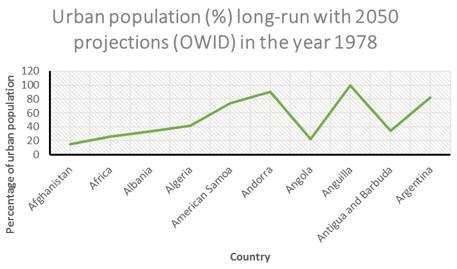 Urban population (%) long-run with 2050
projections (OWID) in the year 1978
Percentage of urban population
120
100
80
60
40
20
0
Afghanistan
Africa
Albania
Algeria
American Samoa
Andorra
Angola
Anguilla
Antigua and Barbuda
Argentina
Country